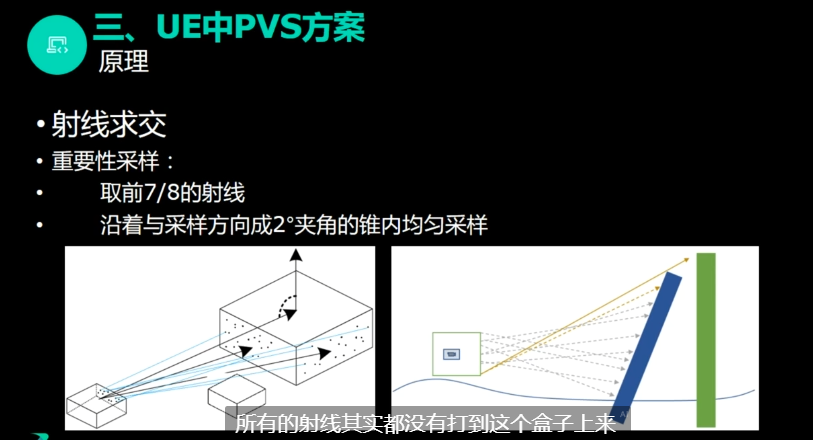 三、UE中PVS方案
原理
•射线求交
• 重要性采样：
• 取前7/8的射线
• 沿着与采样方向成2°夹角的锥内均匀采样
所有的射线其实都没有打到这个盒子上来